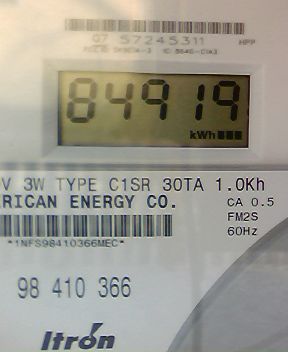 07 57245311 HPP
84919
kWh
V 3W TYPE C1SR 30TA 1.0Kh
RICAN ENERGY CO. CA 0.5
FM2S
*1NFS98410366MEC* 60Hz
98 410 366
Itron